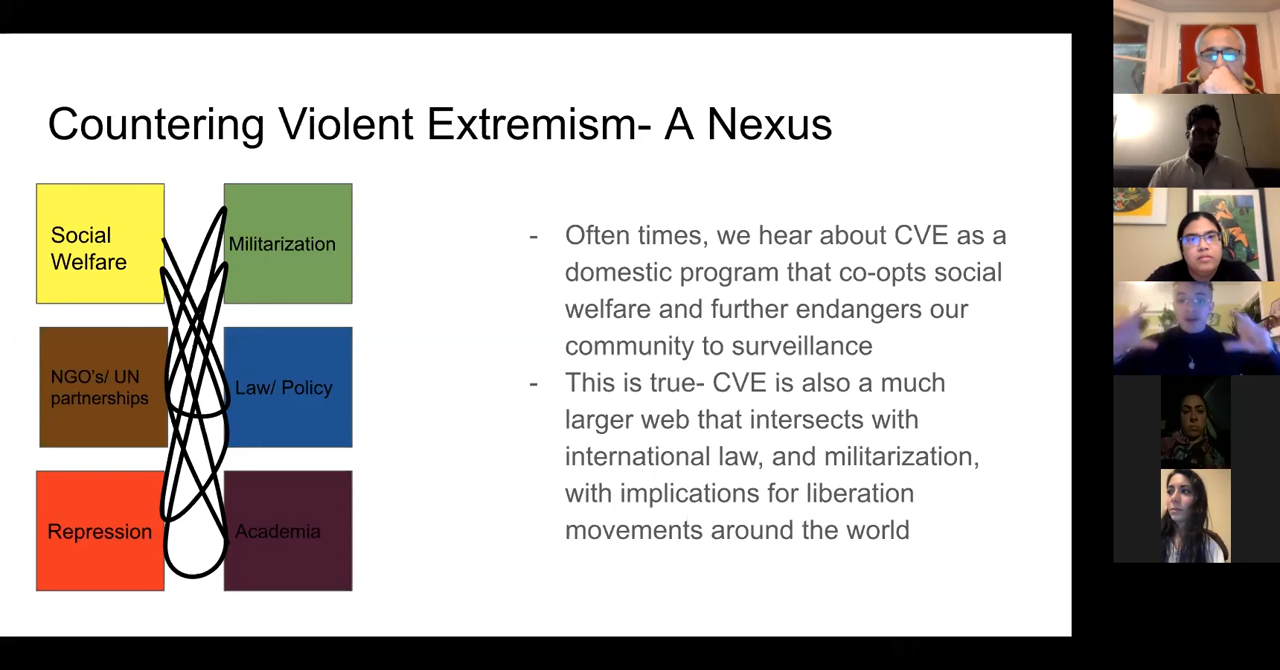 Countering Violent Extremism- A Nexus
Social
Welfare
Militarization
NGO's/ UN
partnerships
Law/ Policy
Repression
Academia
- Often times, we hear about CVE as a
domestic program that co-opts social
welfare and further endangers our
community to surveillance
- This is true- CVE is also a much
larger web that intersects with
international law, and militarization,
with implications for liberation
movements around the world